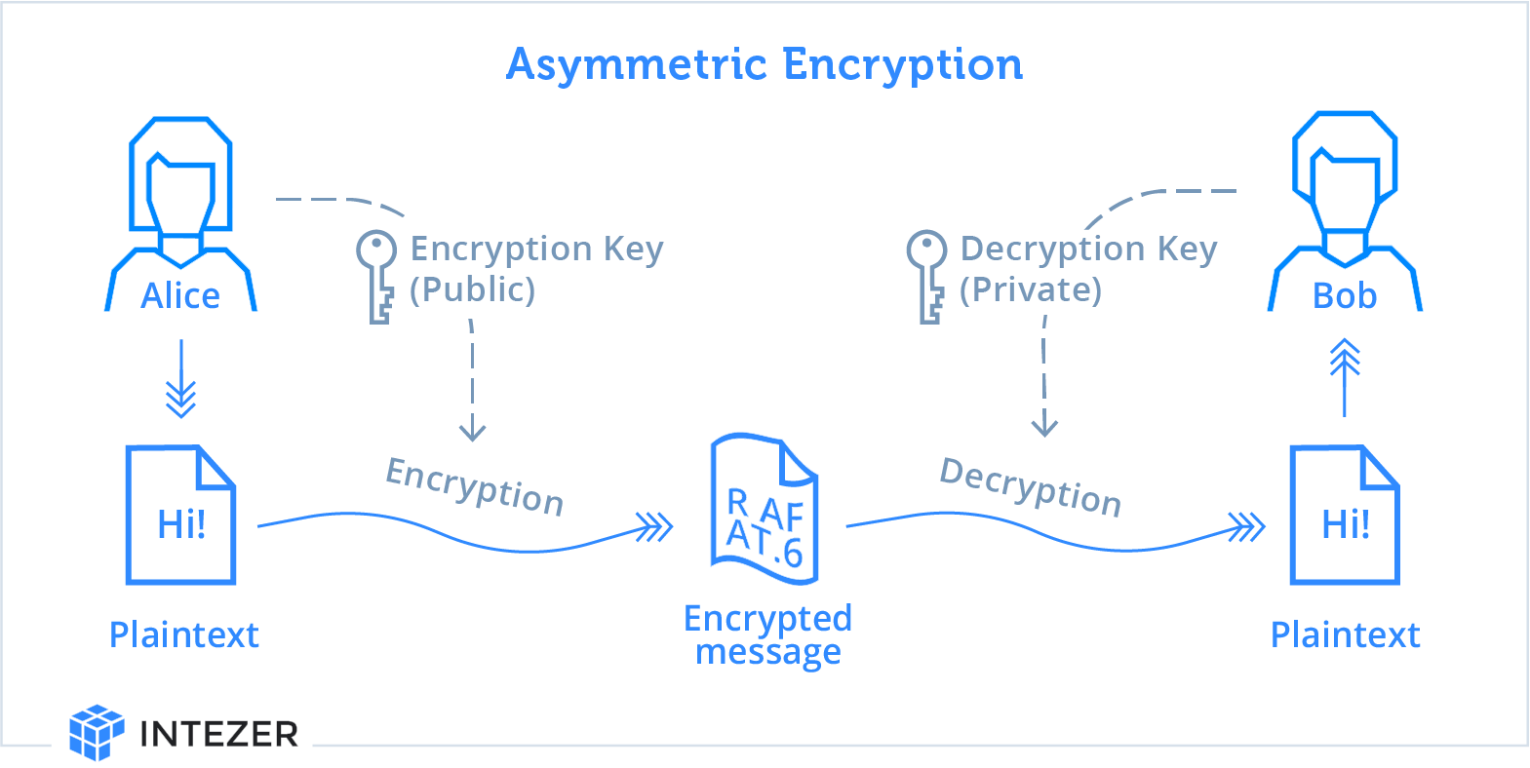 Asymmetric Encryption
Alice
Encryption Key
(Public)
Decryption Key
(Private)
Bob
Hi!
Encryption
R AF
AT.6
Decryption
Hi!
Plaintext
Encrypted
message
Plaintext
INTEZER